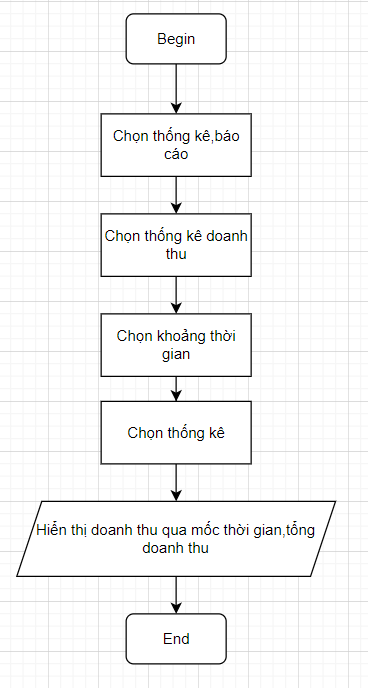 Begin
Chọn thống kê,báo
cáo
Chọn thống kê doanh
thu
Chọn khoảng thời
gian
Chọn thống kê
Hiển thị doanh thu qua mốc thời gian,tổng
doanh thu
End